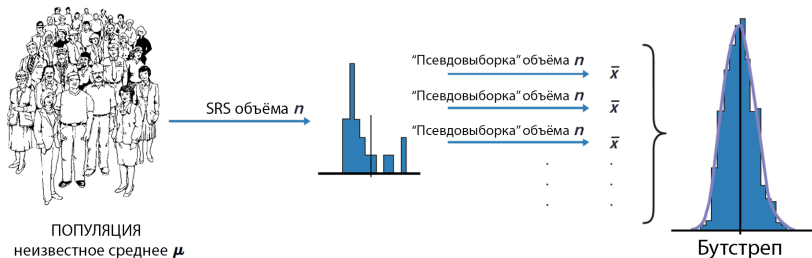 ПОПУЛЯЦИЯ
неизвестное среднее μ
SRS объёма n
“Псевдовыборка” объёма n
x̄
“Псевдовыборка” объёма n
x̄
“Псевдовыборка” объёма n
x̄
Бутстреп